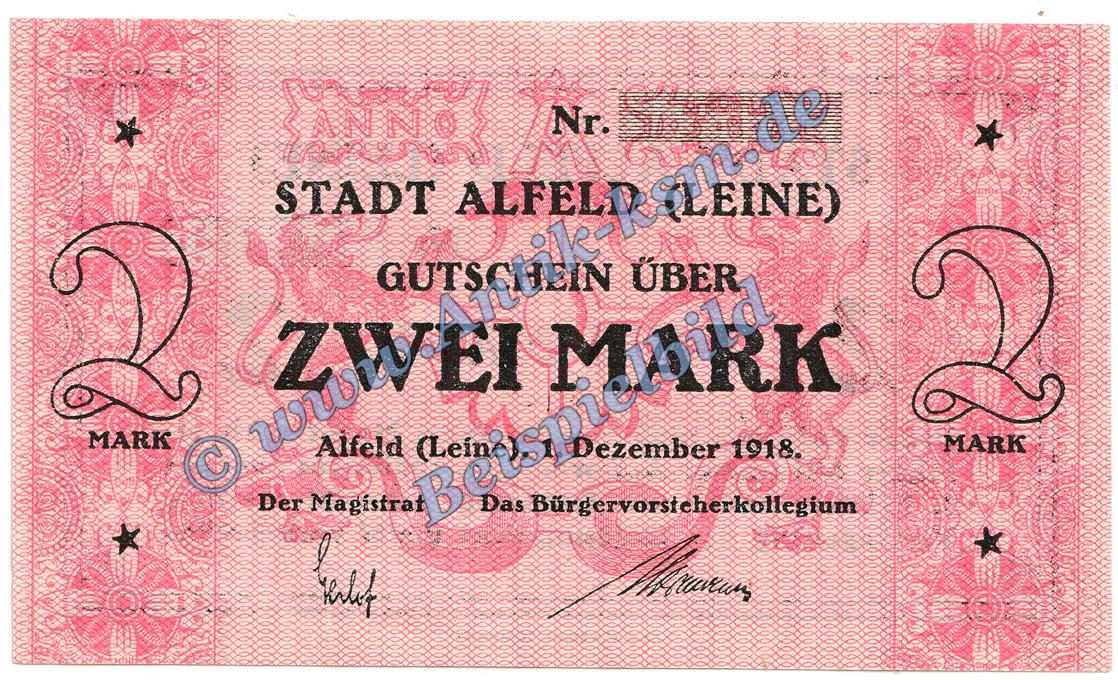 ANNO
Nr.
STADT ALFELD (LEINE)
GUTSCHEIN ÜBER
ZWEI MARK
2
MARK
2
MARK
Alfeld (Leine). 1. Dezember 1918.
Der Magistrat Das Bürgervorsteherkollegium
© www.Antik-ksm.de
Beispielbild